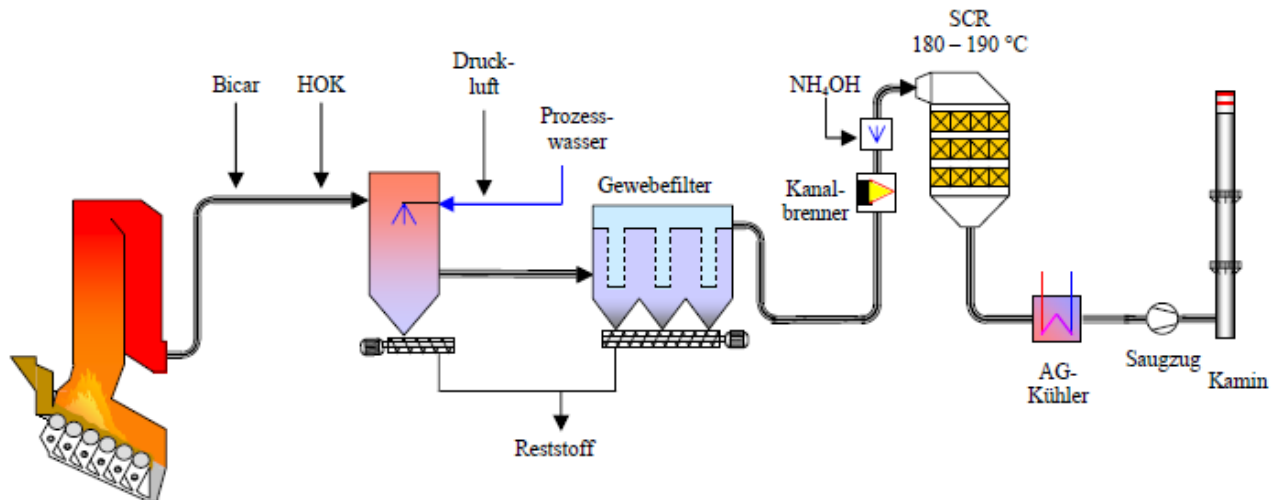 SCR
180 – 190 °C
Druck-
luft
Bicar
HOK
NH₄OH
Prozess-
wasser
Gewebefilter
Kanal-
brenner
AG-
Kühler
Saugzug
Kamin
Reststoff